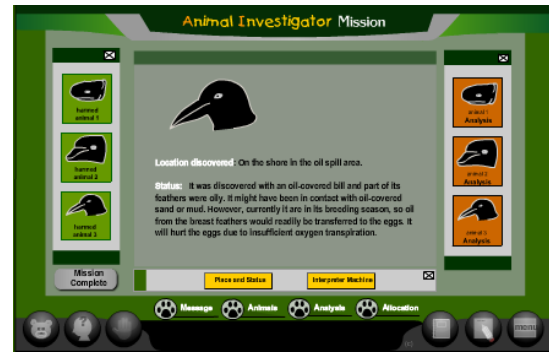 Animal Investigator Mission
harmed
animal 1
harmed
animal 2
harmed
animal 3
Mission
Complete
Location discovered: On the shore in the oil spill area.
Status: It was discovered with an oil-covered bill and part of its
feathers were oily. It might have been in contact with oil-covered
sand or mud. However, currently it are in its breeding season, so oil
from the breast feathers would readily be transferred to the eggs. It
will hurt the eggs due to insufficient oxygen transpiration.
Place and Status
Interpreter Machine
animal 1
Analysis
animal 2
Analysis
animal 3
Analysis
Message
Animate
Analysis
Allocation
menu